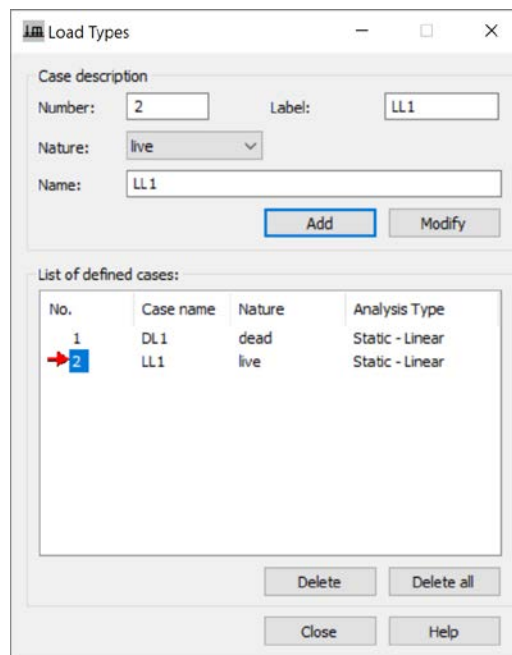 Load Types
Case description
Number: 2 Label: LL1
Nature: live
Name: LL1
Add Modify
List of defined cases:
No. Case name Nature Analysis Type
1 DL1 dead Static - Linear
2 LL1 live Static - Linear
Delete Delete all
Close Help